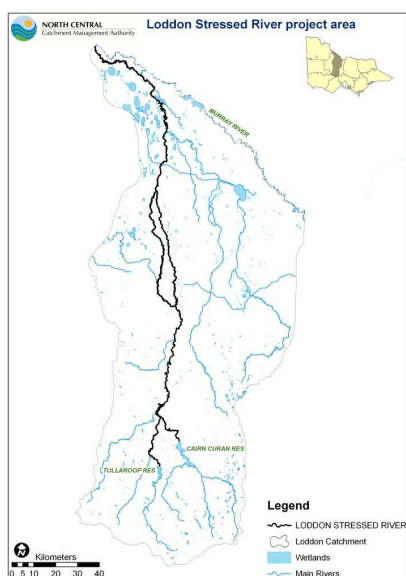 NORTH CENTRAL
Catchment Management Authority
Loddon Stressed River project area
MURRAY RIVER
CAIRN CURAN RES
TULLAROOP RES
Legend
LODDON STRESSED RIVER
Loddon Catchment
Wetlands
Main Rivers
Kilometers
0 5 10 20 30 40